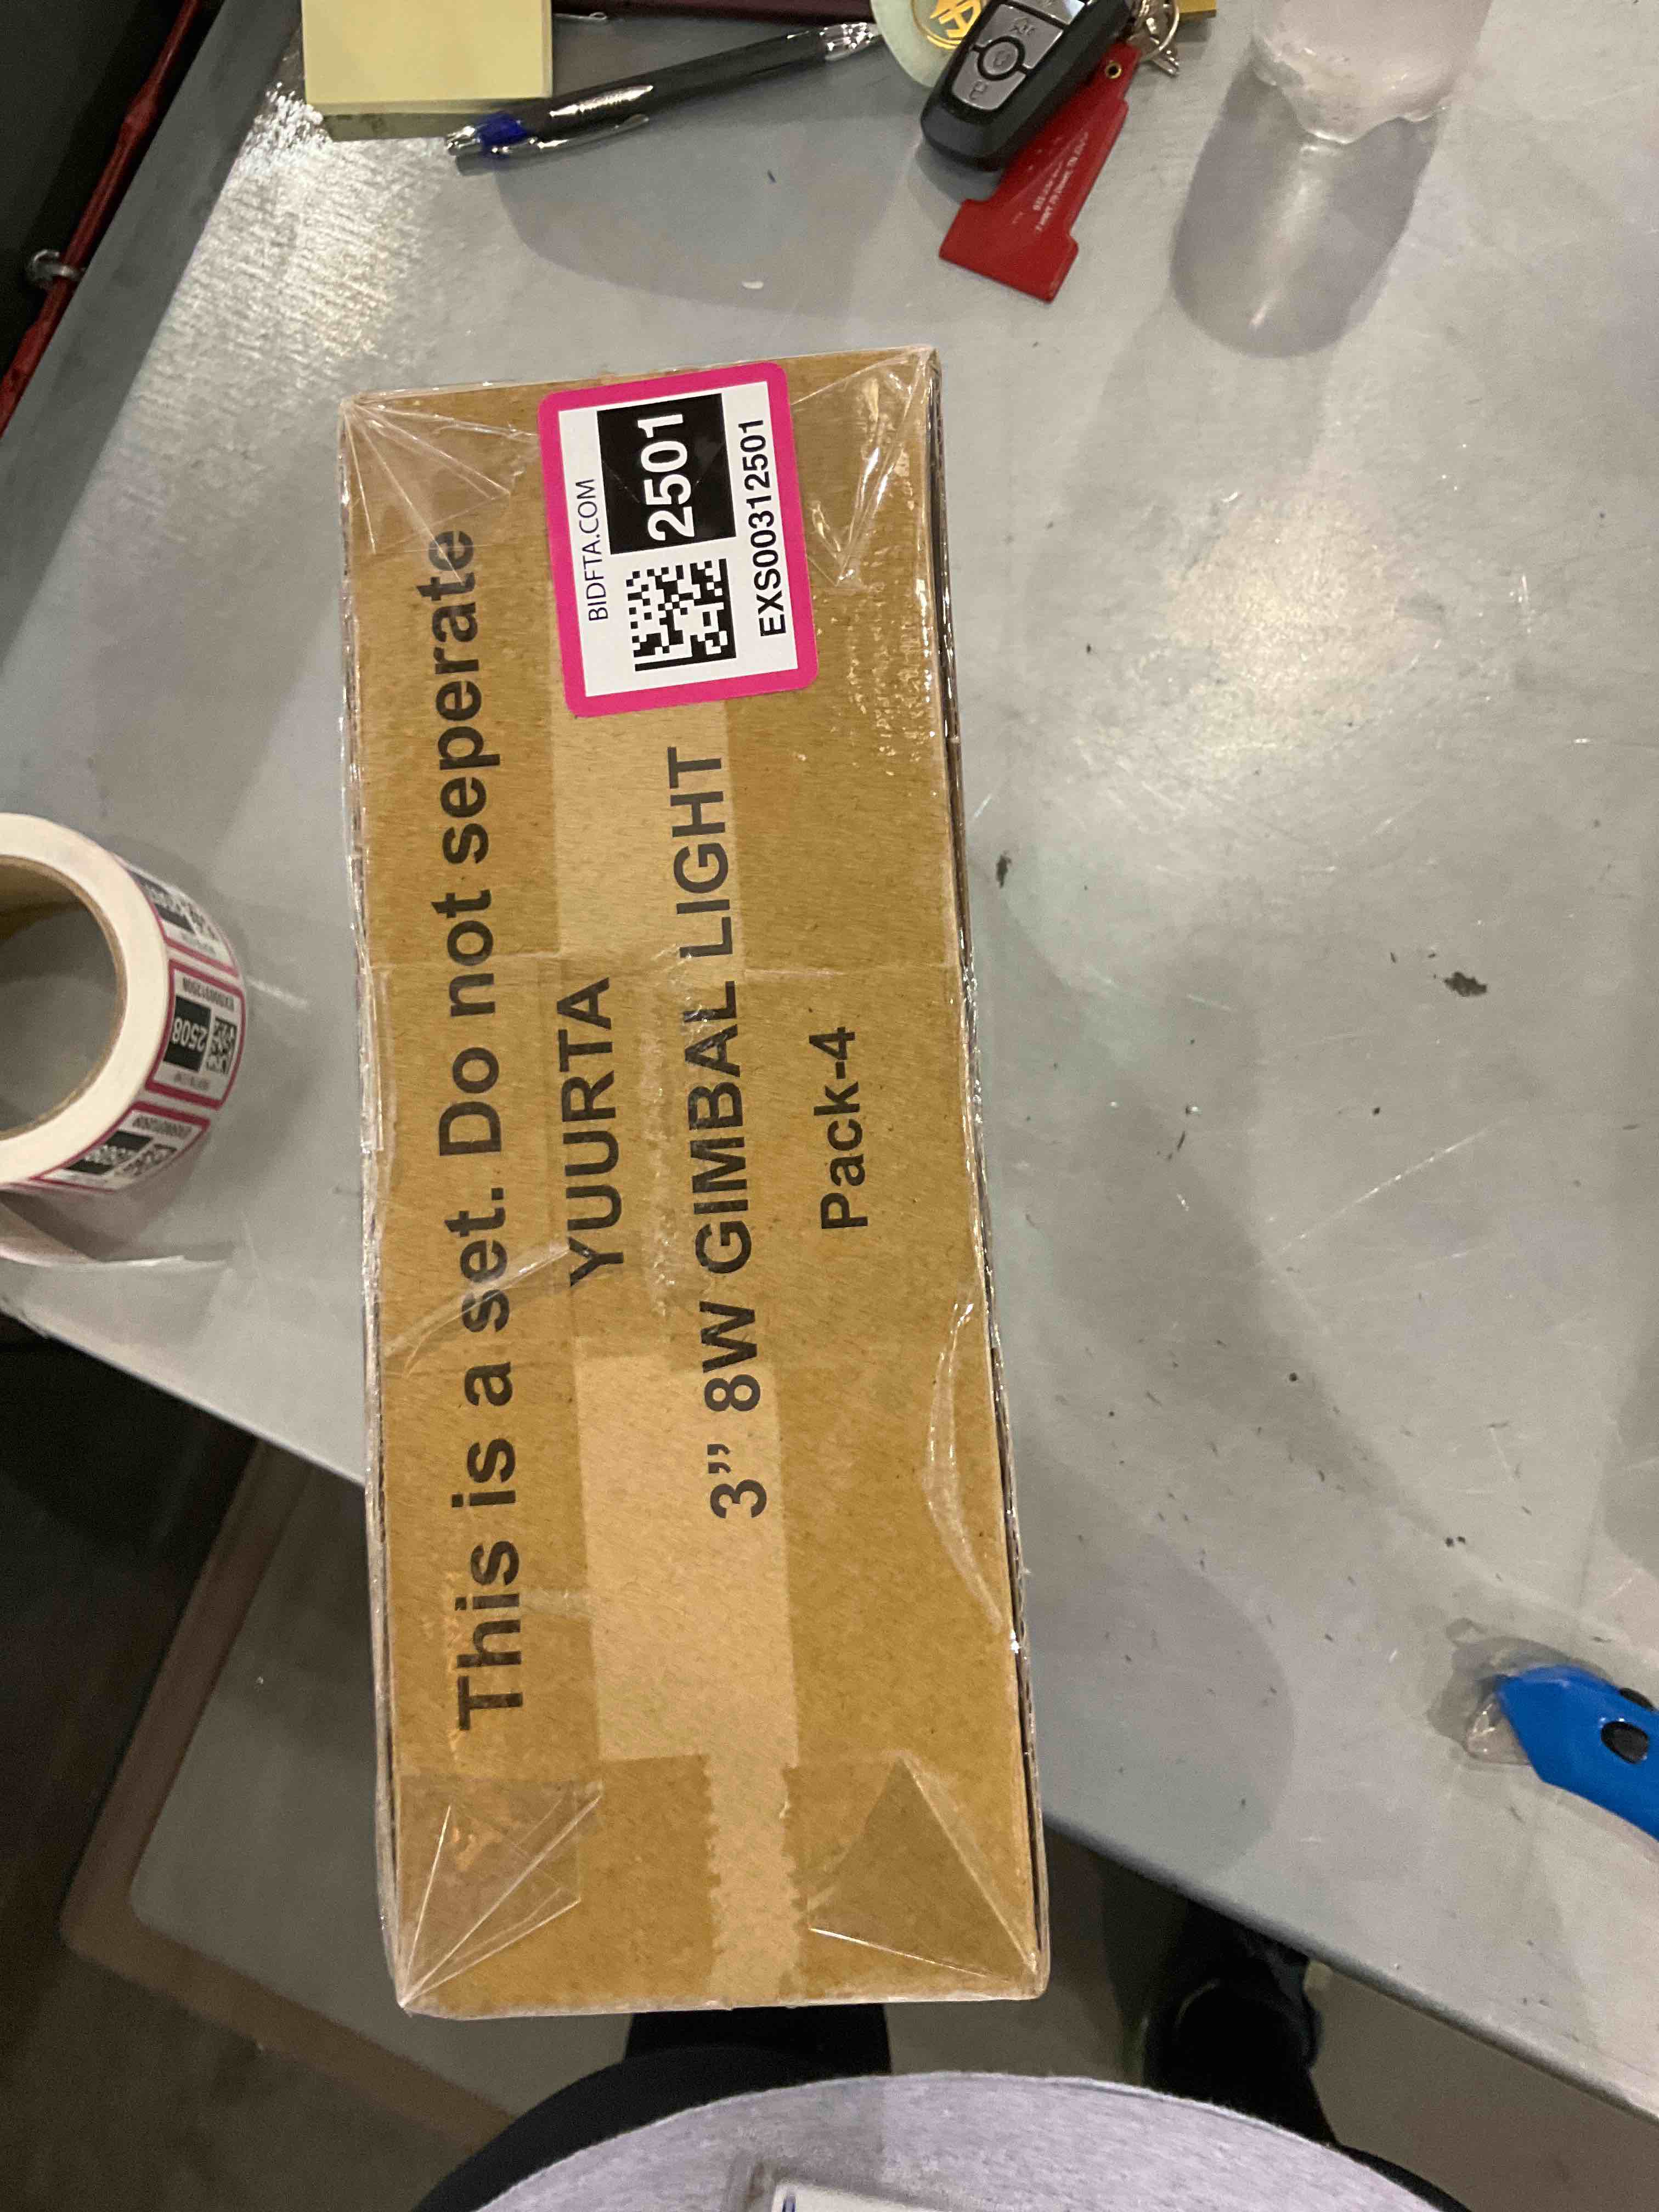 This is a set. Do not seperate
YUURTA
3” 8W GIMBAL LIGHT
Pack-4
BIDFTA.COM
2501
EXS00312501
2508